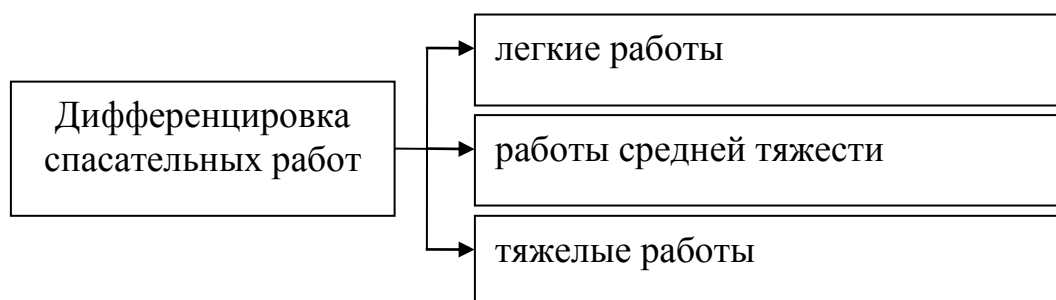 Дифференцировка
спасательных работ
легкие работы
работы средней тяжести
тяжелые работы